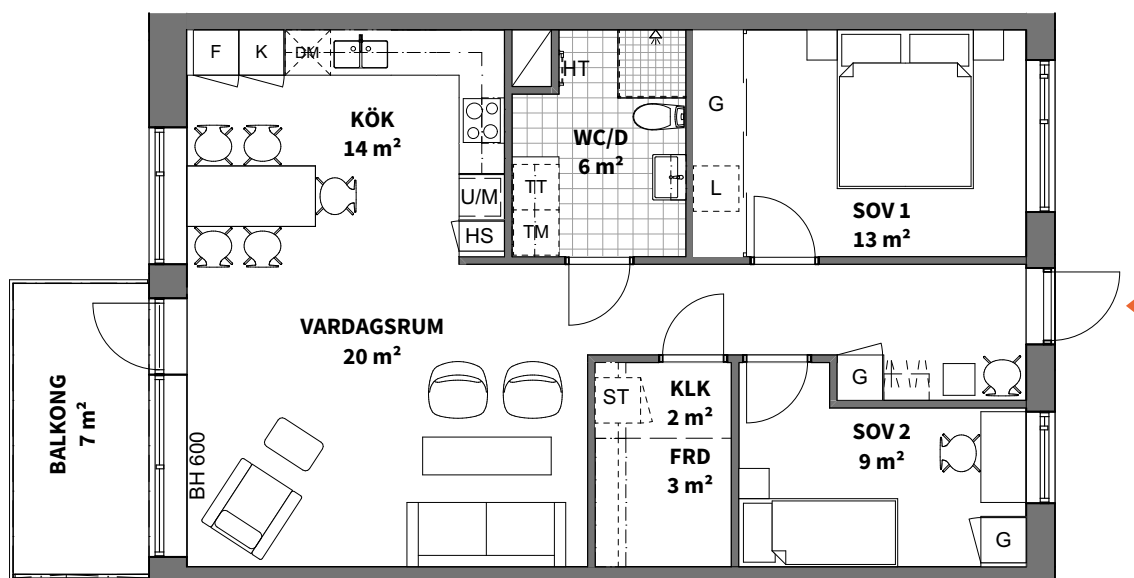 F
K
DM
KÖK
14 m²
U/M
HS
HT
WC/D
6 m²
TT
TM
G
L
SOV 1
13 m²
VARDAGSRUM
20 m²
BALKONG
7 m²
BH 600
ST
KLK
2 m²
FRD
3 m²
G
SOV 2
9 m²
G